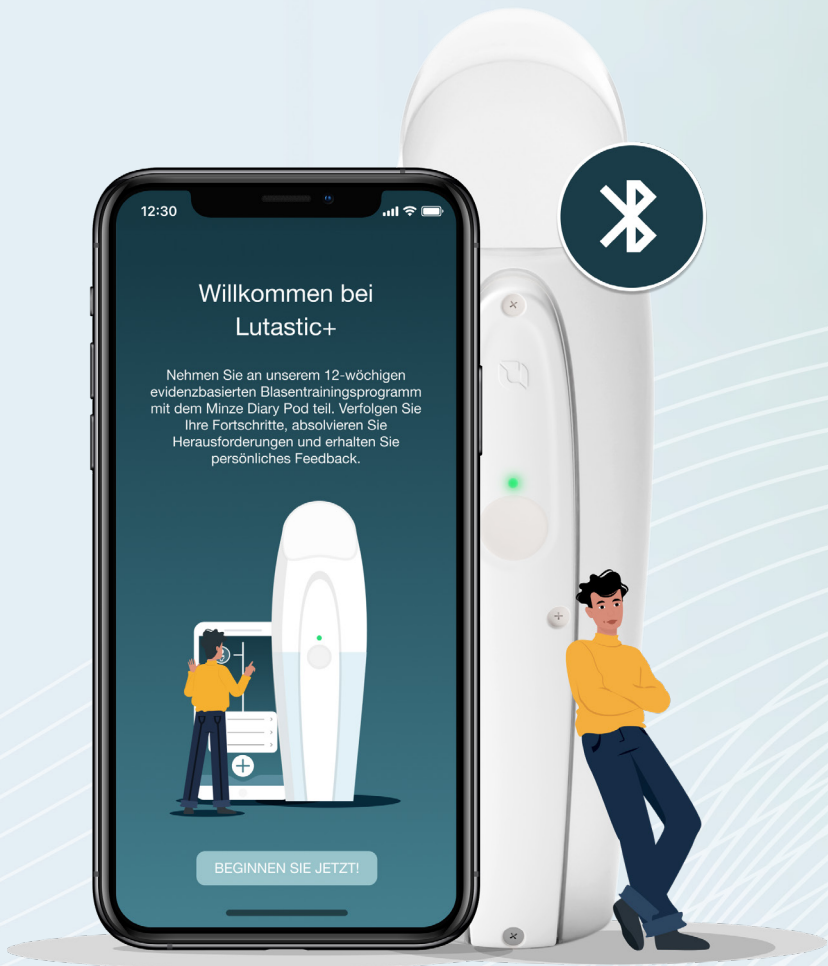 12:30
Willkommen bei
Lutastic+
Nehmen Sie an unserem 12-wöchigen
evidenzbasierten Blasentrainingsprogramm
mit dem Minze Diary Pod teil. Verfolgen Sie
Ihre Fortschritte, absolvieren Sie
Herausforderungen und erhalten Sie
persönliches Feedback.
BEGINNEN SIE JETZT!